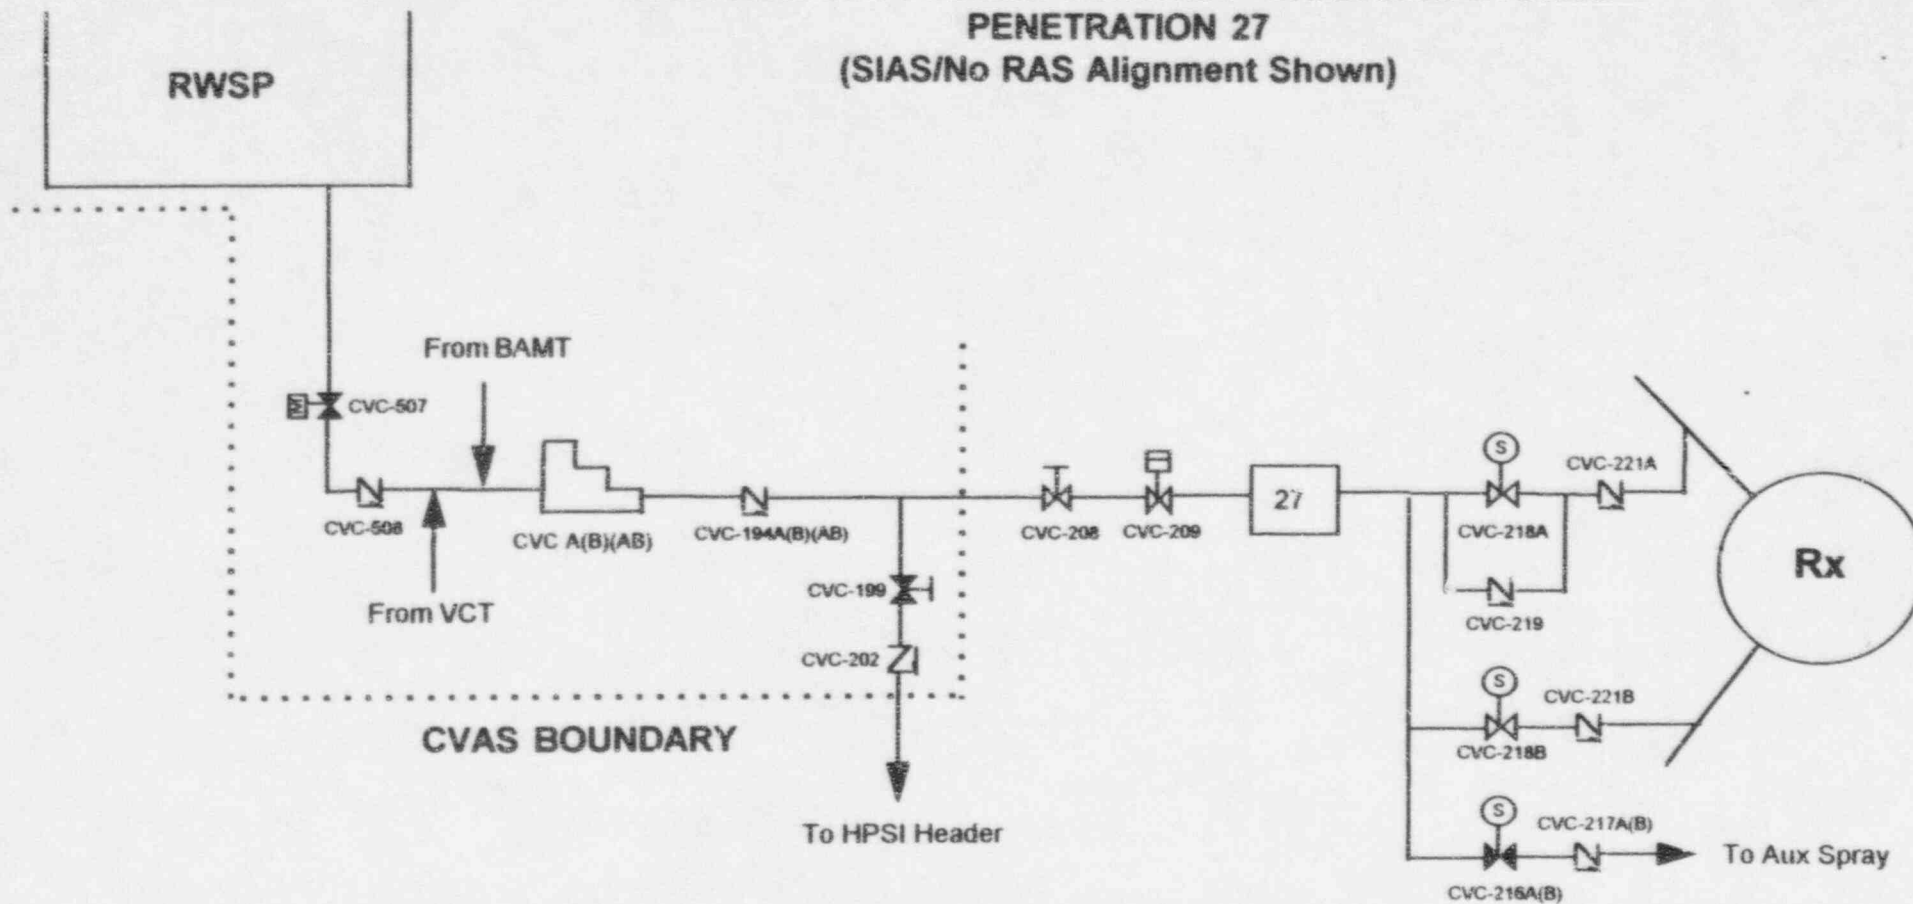 PENETRATION 27
(SIAS/No RAS Alignment Shown)
RWSP
From BAMT
M
CVC-507
S
CVC-221A
27
CVC-508
CVC A(B)(AB)
CVC-194A(B)(AB)
CVC-208
CVC-209
CVC-218A
Rx
From VCT
CVC-199
CVC-219
CVC-202
S
CVC-221B
CVAS BOUNDARY
CVC-218B
To HPSI Header
S
CVC-217A(B)
To Aux Spray
CVC-216A(B)